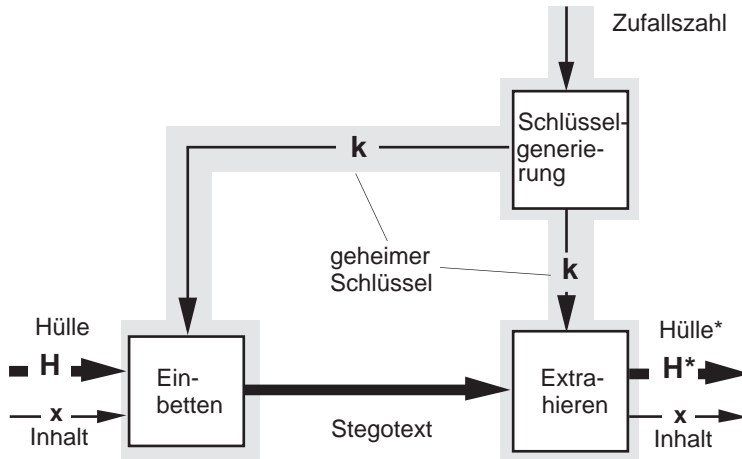 Zufallszahl
Schlüssel-
generie-
rung
k
geheimer
Schlüssel
k
Hülle
H
x
Inhalt
Ein-
betten
Stegotext
Extra-
hieren
Hülle*
H*
x
Inhalt